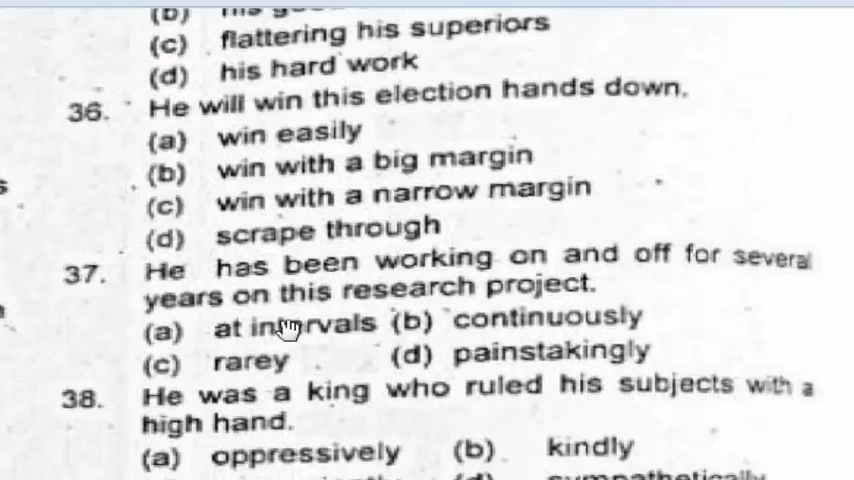 (b) his
(c) flattering his superiors
(d) his hard work
36. He will win this election hands down.
(a) win easily
(b) win with a big margin
(c) win with a narrow margin
(d) scrape through
37. He has been working on and off for several
years on this research project.
(a) at intervals (b) continuously
(c) rarey (d) painstakingly
38. He was a king who ruled his subjects with a
high hand.
(a) oppressively (b) kindly
(d) sympathetically